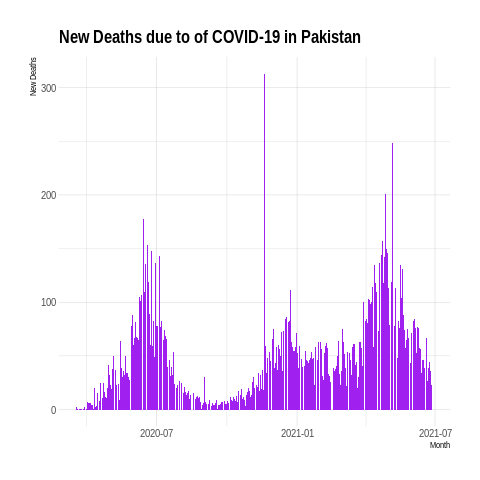 New Deaths due to of COVID-19 in Pakistan
New Deaths
300
200
100
0
2020-07
2021-01
2021-07
Month